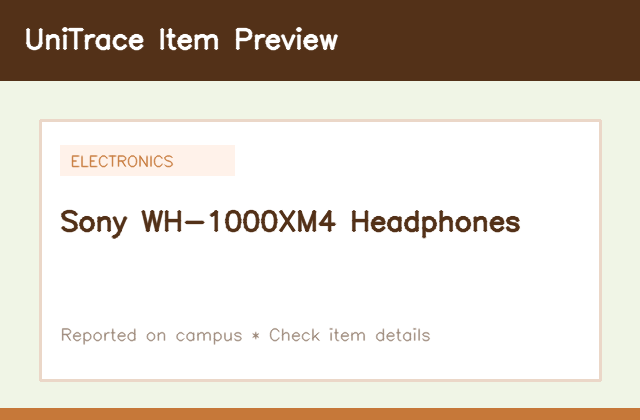 UniTrace Item Preview
ELECTRONICS
Sony WH-1000XM4 Headphones
Reported on campus * Check item details